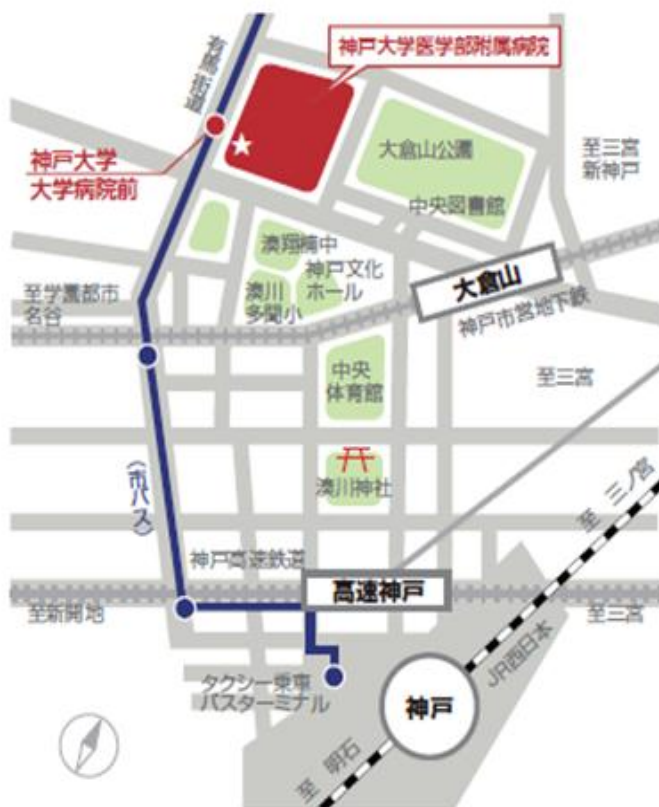 神戸大学医学部附属病院
有馬街道
神戸大学
大学病院前
大倉山公園
至三宮
新神戸
中央図書館
湊翔楠中
神戸文化
ホール
湊川
多聞小
大倉山
神戸市営地下鉄
至学園都市
名谷
中央
体育館
至三宮
湊川神社
(市バス)
至 三ノ宮
神戸高速鉄道
高速神戸
至新開地
至三宮
JR西日本
タクシー乗車
バスターミナル
神戸
至 明石